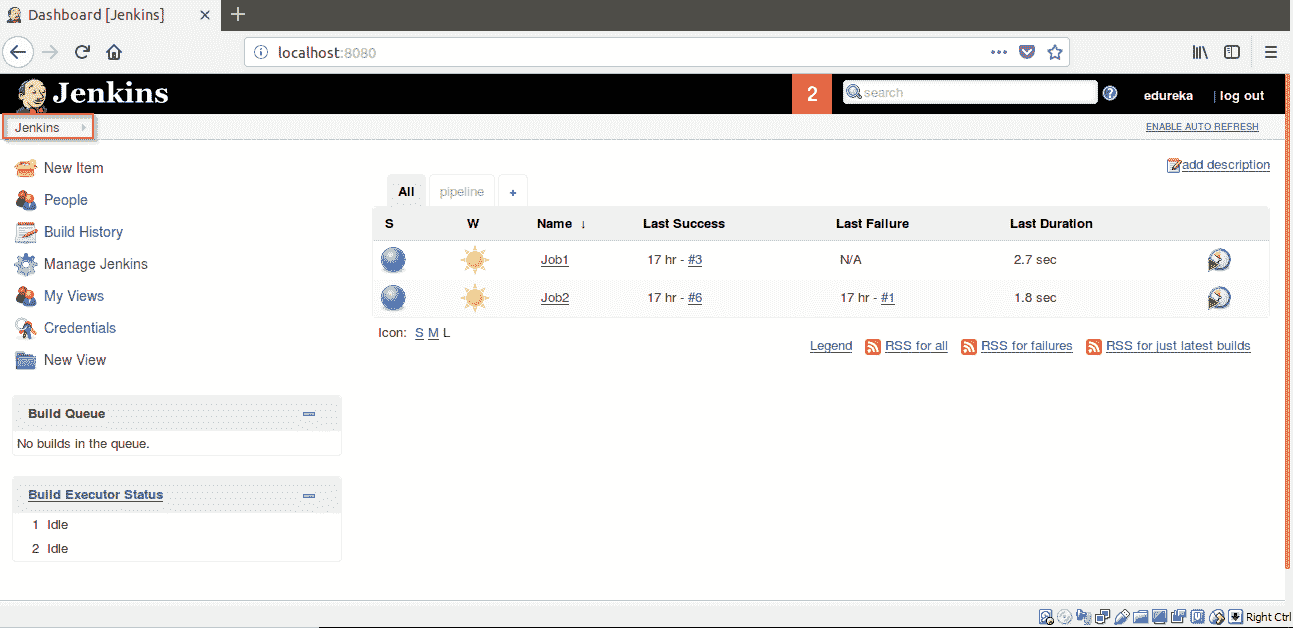 Dashboard [Jenkins]
localhost:8080
Jenkins
2
search
edureka | log out
Jenkins
ENABLE AUTO REFRESH
New Item
People
Build History
Manage Jenkins
My Views
Credentials
New View
add description
All pipeline +
S W Name ↓ Last Success Last Failure Last Duration
Job1 17 hr - #3 N/A 2.7 sec
Job2 17 hr - #6 17 hr - #1 1.8 sec
Icon: S M L
Legend RSS for all RSS for failures RSS for just latest builds
Build Queue
No builds in the queue.
Build Executor Status
1 Idle
2 Idle
Right Ctrl